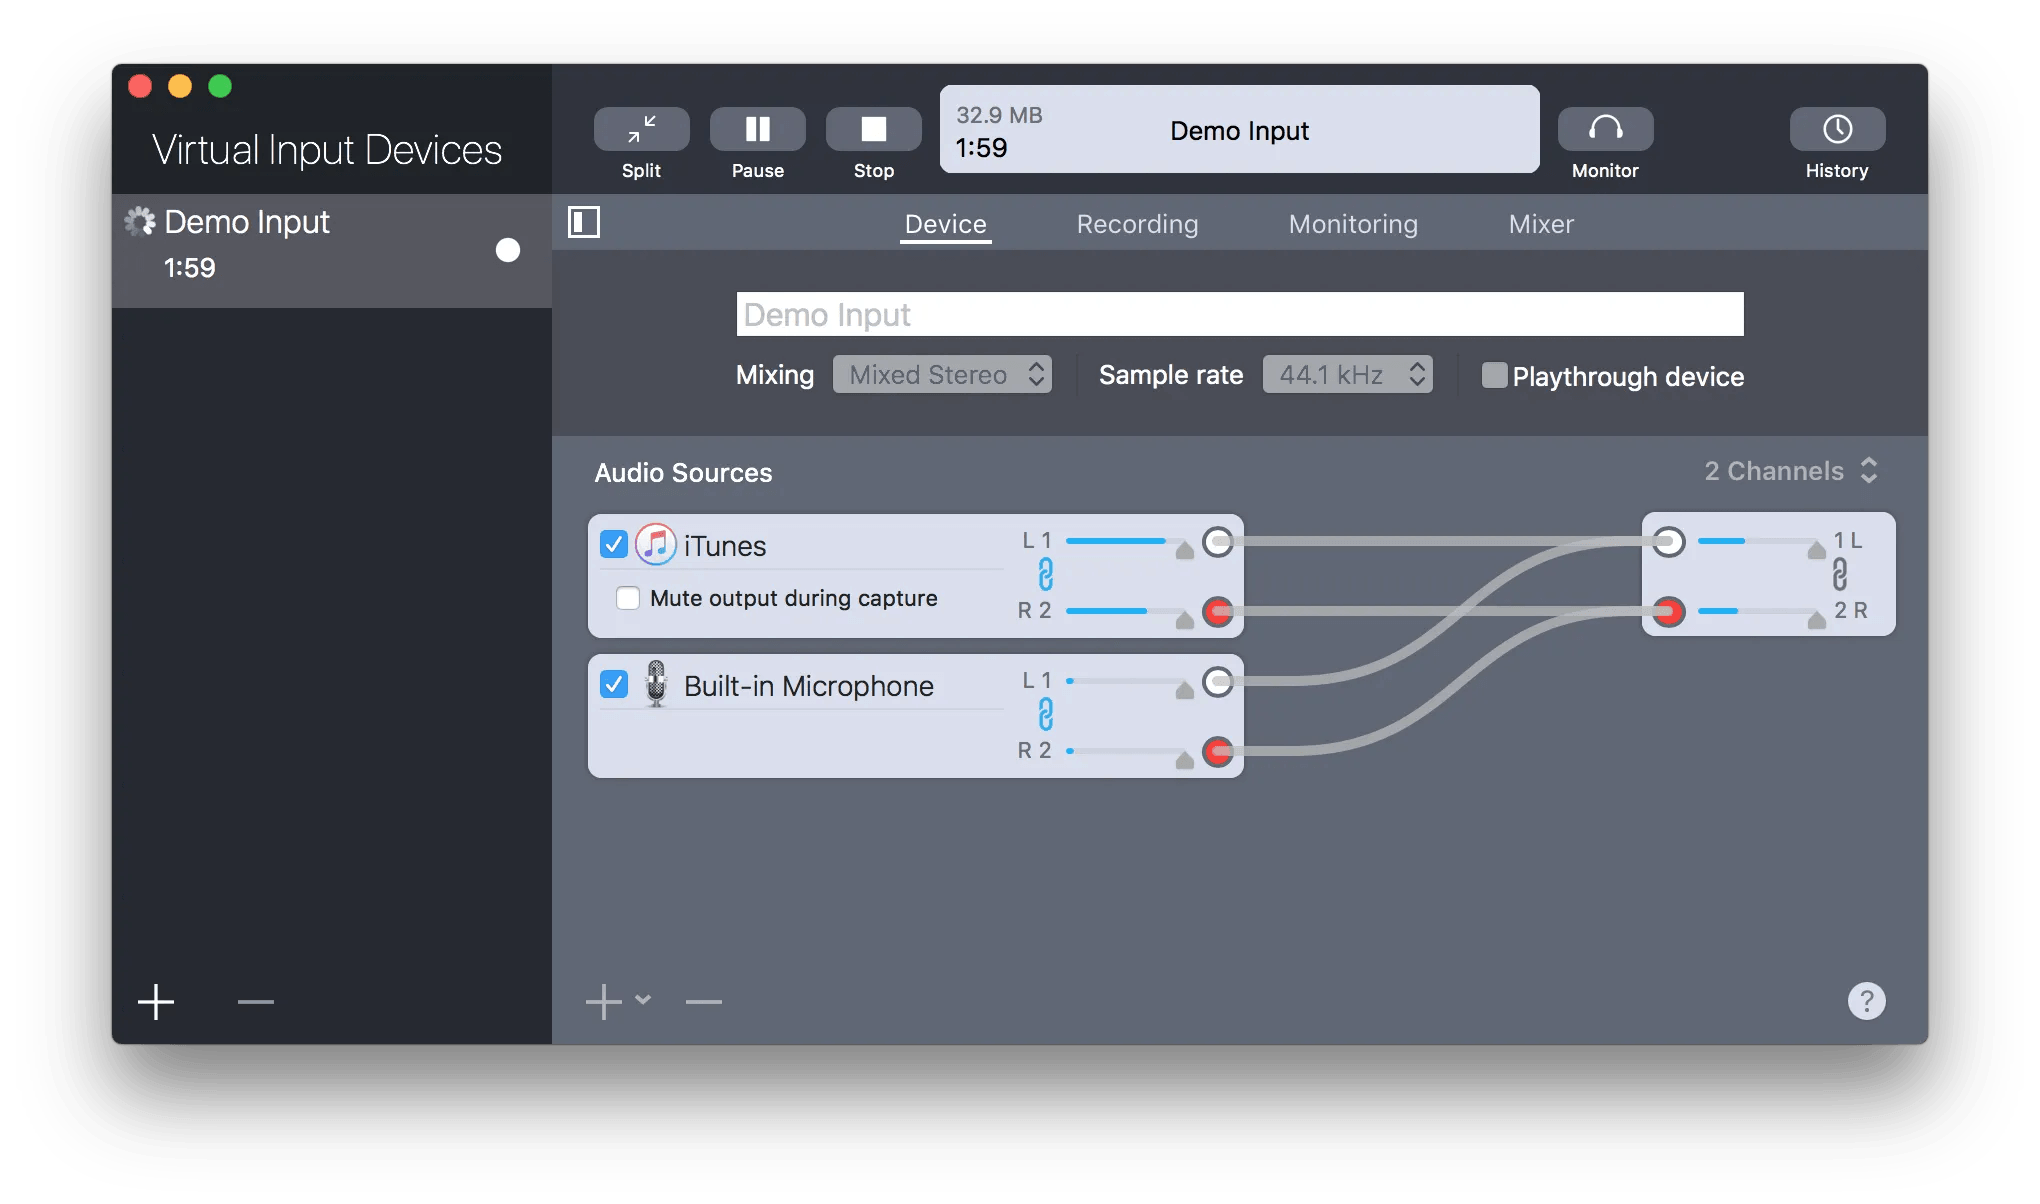 Virtual Input Devices
Demo Input
1:59
Split
Pause
Stop
32.9 MB
1:59
Demo Input
Monitor
History
Device
Recording
Monitoring
Mixer
Demo Input
Mixing
Mixed Stereo
Sample rate
44.1 kHz
Playthrough device
Audio Sources
2 Channels
iTunes
Mute output during capture
L 1
R 2
Built-in Microphone
L 1
R 2
1 L
2 R
?